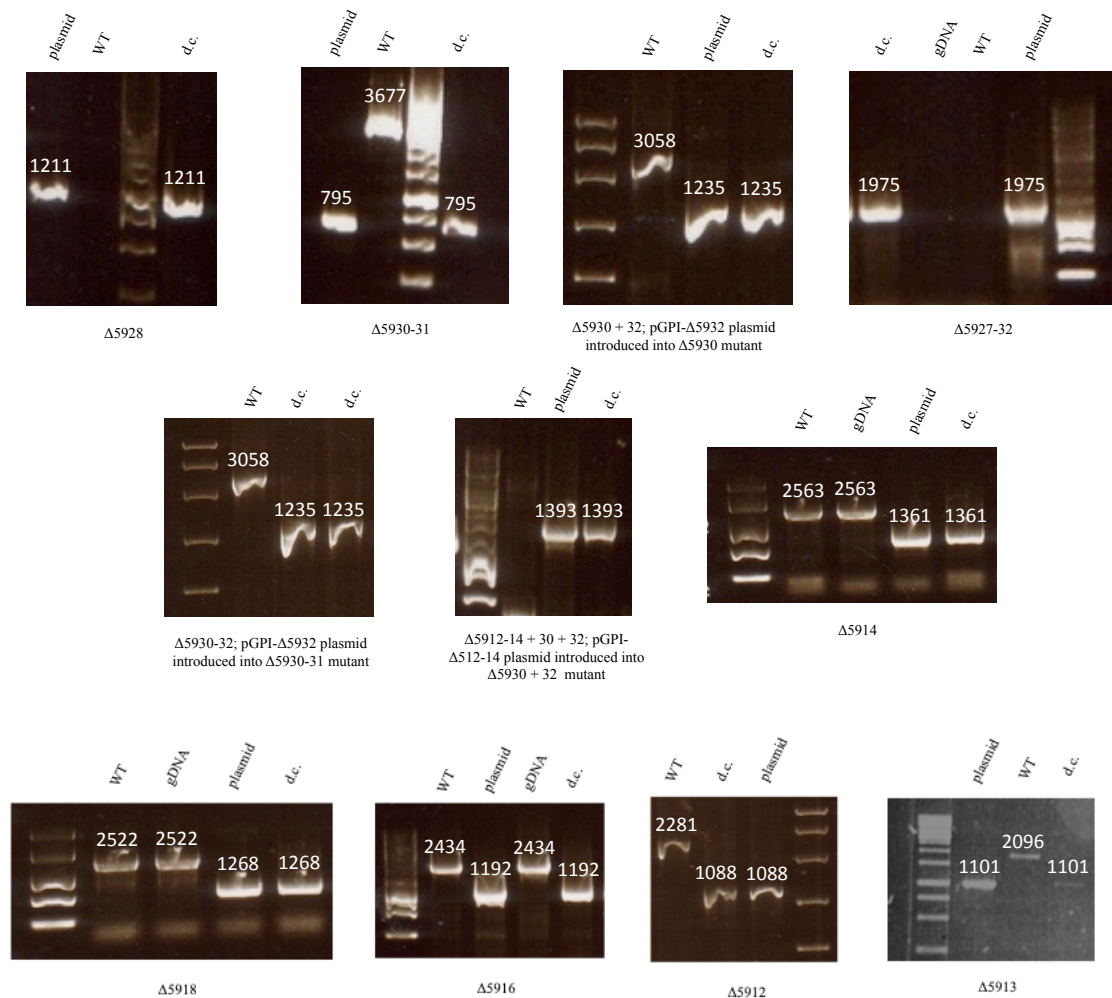 plasmid WT d.c.
1211 1211
Δ5928
plasmid WT d.c.
3677
795 795
Δ5930-31
WT plasmid d.c.
3058
1235 1235
Δ5930 + 32; pGPI-Δ5932 plasmid
introduced into Δ5930 mutant
d.c. gDNA WT plasmid
1975 1975
Δ5927-32
WT d.c. d.c.
3058
1235 1235
Δ5930-32; pGPI-Δ5932 plasmid
introduced into Δ5930-31 mutant
WT plasmid d.c.
1393 1393
Δ5912-14 + 30 + 32; pGPI-
Δ512-14 plasmid introduced into
Δ5930 + 32 mutant
WT gDNA plasmid d.c.
2563 2563
1361 1361
Δ5914
WT gDNA plasmid d.c.
2522 2522
1268 1268
Δ5918
WT plasmid gDNA d.c.
2434 1192 2434 1192
Δ5916
WT d.c. plasmid
2281
1088 1088
Δ5912
plasmid WT d.c.
2096
1101 1101
Δ5913